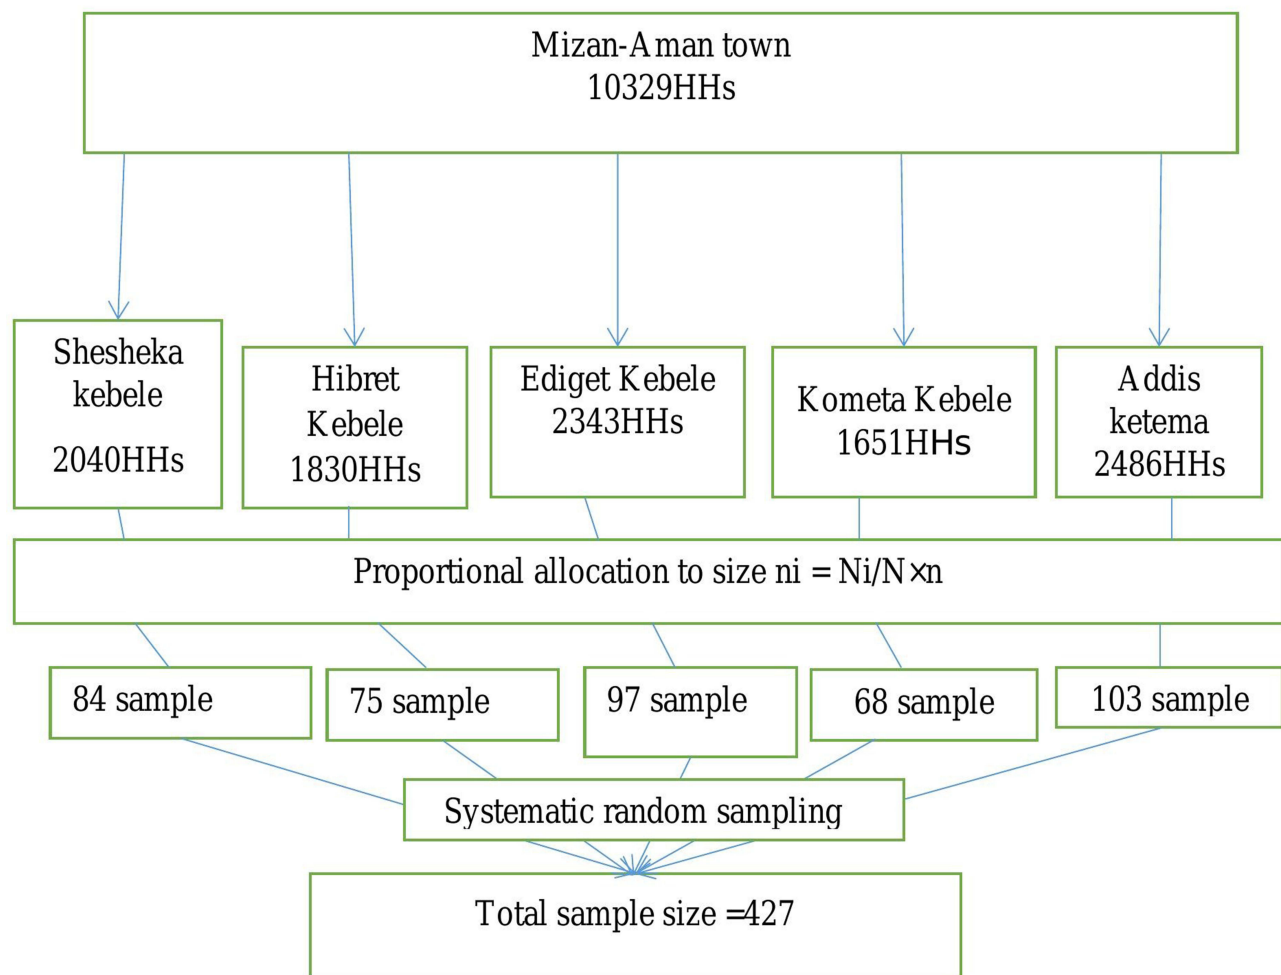 Mizan-Aman town
10329HHs
Shesheka
kebele
2040HHs
Hibret
Kebele
1830HHs
Ediget Kebele
2343HHs
Kometa Kebele
1651HHs
Addis
ketema
2486HHs
Proportional allocation to size ni = Ni/N×n
84 sample
75 sample
97 sample
68 sample
103 sample
Systematic random sampling
Total sample size =427